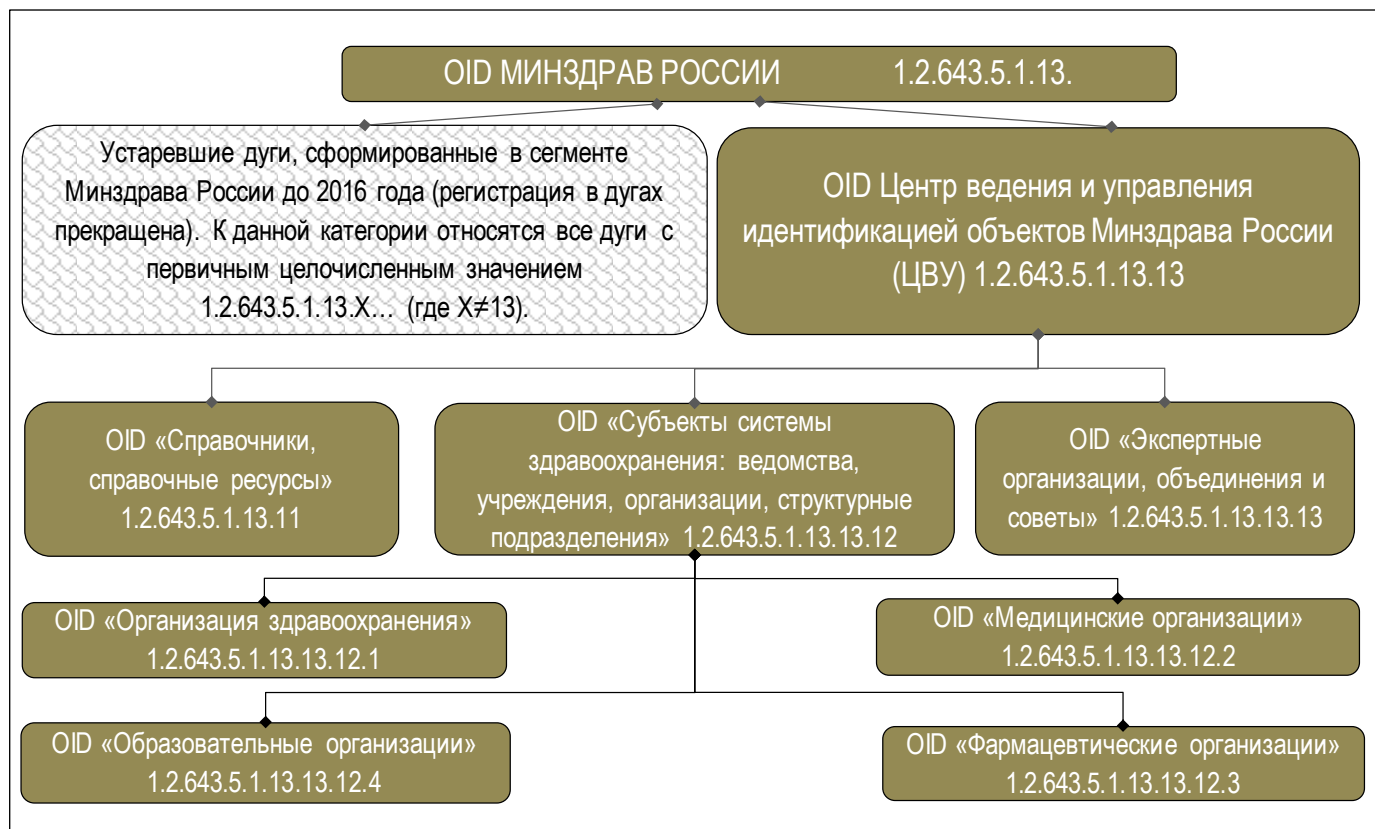 OID МИНЗДРАВ РОССИИ 1.2.643.5.1.13.
Устаревшие дуги, сформированные в сегменте
Минздрава России до 2016 года (регистрация в дугах
прекращена). К данной категории относятся все дуги с
первичным целочисленным значением
1.2.643.5.1.13.X… (где X≠13).
OID Центр ведения и управления
идентификацией объектов Минздрава России
(ЦВУ) 1.2.643.5.1.13.13
OID «Справочники,
справочные ресурсы»
1.2.643.5.1.13.11
OID «Субъекты системы
здравоохранения: ведомства,
учреждения, организации, структурные
подразделения» 1.2.643.5.1.13.13.12
OID «Экспертные
организации, объединения и
советы» 1.2.643.5.1.13.13.13
OID «Организация здравоохранения»
1.2.643.5.1.13.13.12.1
OID «Медицинские организации»
1.2.643.5.1.13.13.12.2
OID «Образовательные организации»
1.2.643.5.1.13.13.12.4
OID «Фармацевтические организации»
1.2.643.5.1.13.13.12.3